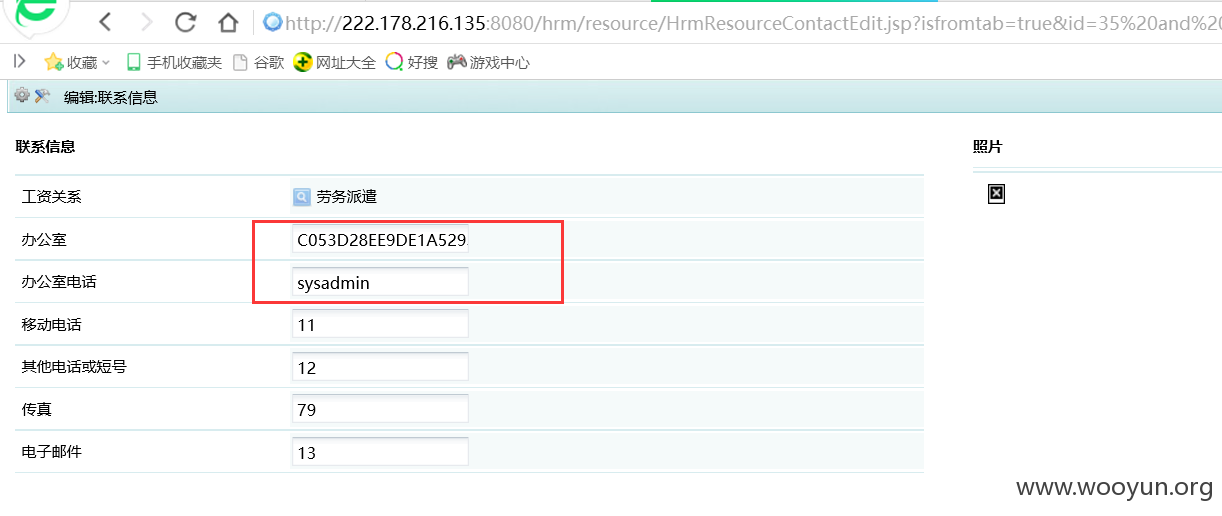 http://222.178.216.135:8080/hrm/resource/HrmResourceContactEdit.jsp?isfromtab=true&id=35%20and%20
收藏 手机收藏夹 谷歌 网址大全 好搜 游戏中心
编辑:联系信息
联系信息 照片
工资关系 劳务派遣
办公室 C053D28EE9DE1A529
办公室电话 sysadmin
移动电话 11
其他电话或短号 12
传真 79
电子邮件 13
www.wooyun.org